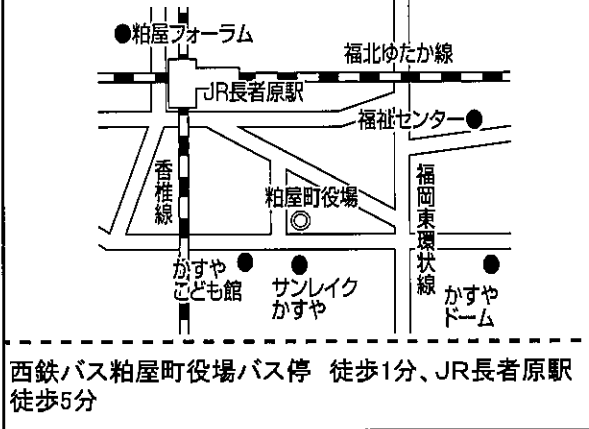 粕屋フォーラム
福北ゆたか線
JR長者原駅
福祉センター
香椎線
粕屋町役場
福岡東環状線
かすや
こども館
サンレイク
かすや
かすや
ドーム
西鉄バス粕屋町役場バス停 徒歩1分、JR長者原駅
徒歩5分